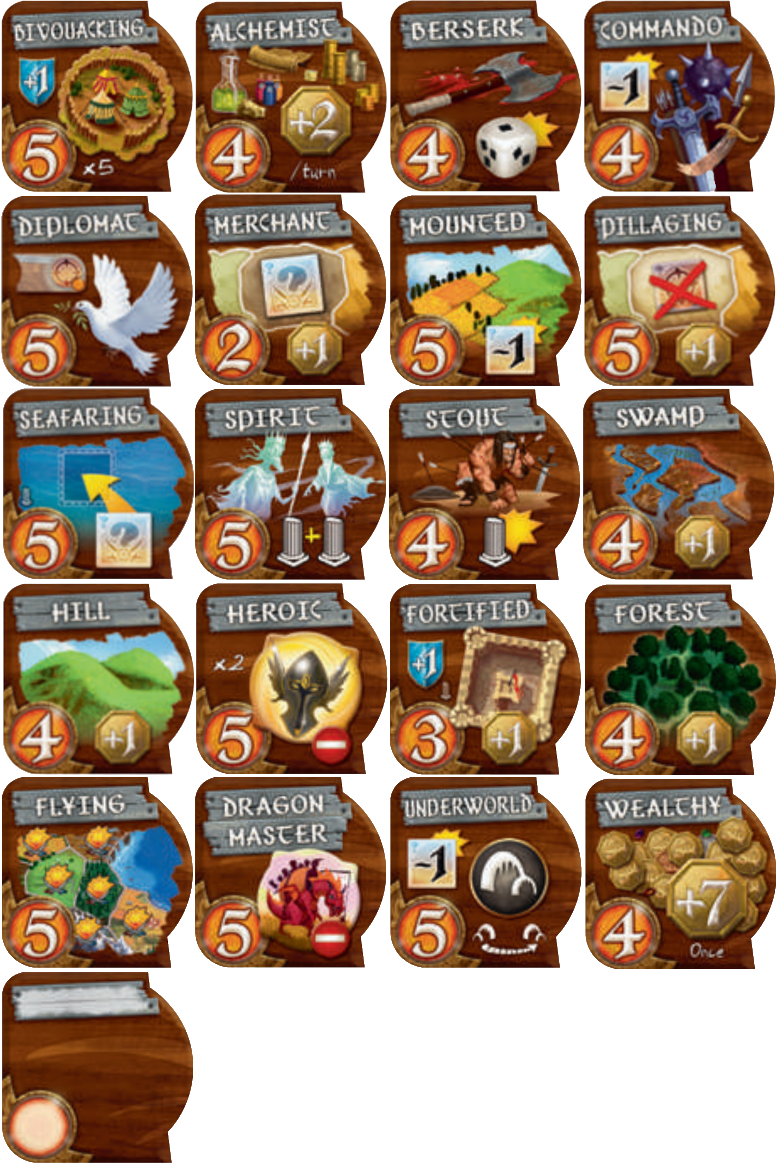 BIVOUACKING
+1
5
x5
ALCHEMIST
+2
4
/turn
BERSERK
4
COMMANDO
-1
4
DIPLOMAT
5
MERCHANT
?
2
+1
MOUNTED
5
-1
PILLAGING
5
+1
SEAFARING
5
?
SPIRIT
5
+
STOUT
4
SWAMP
4
+1
HILL
4
+1
HEROIC
x2
5
FORTIFIED
+1
3
+1
FOREST
4
+1
FLYING
5
DRAGON
MASTER
5
UNDERWORLD
-1
5
WEALTHY
+7
4
Once